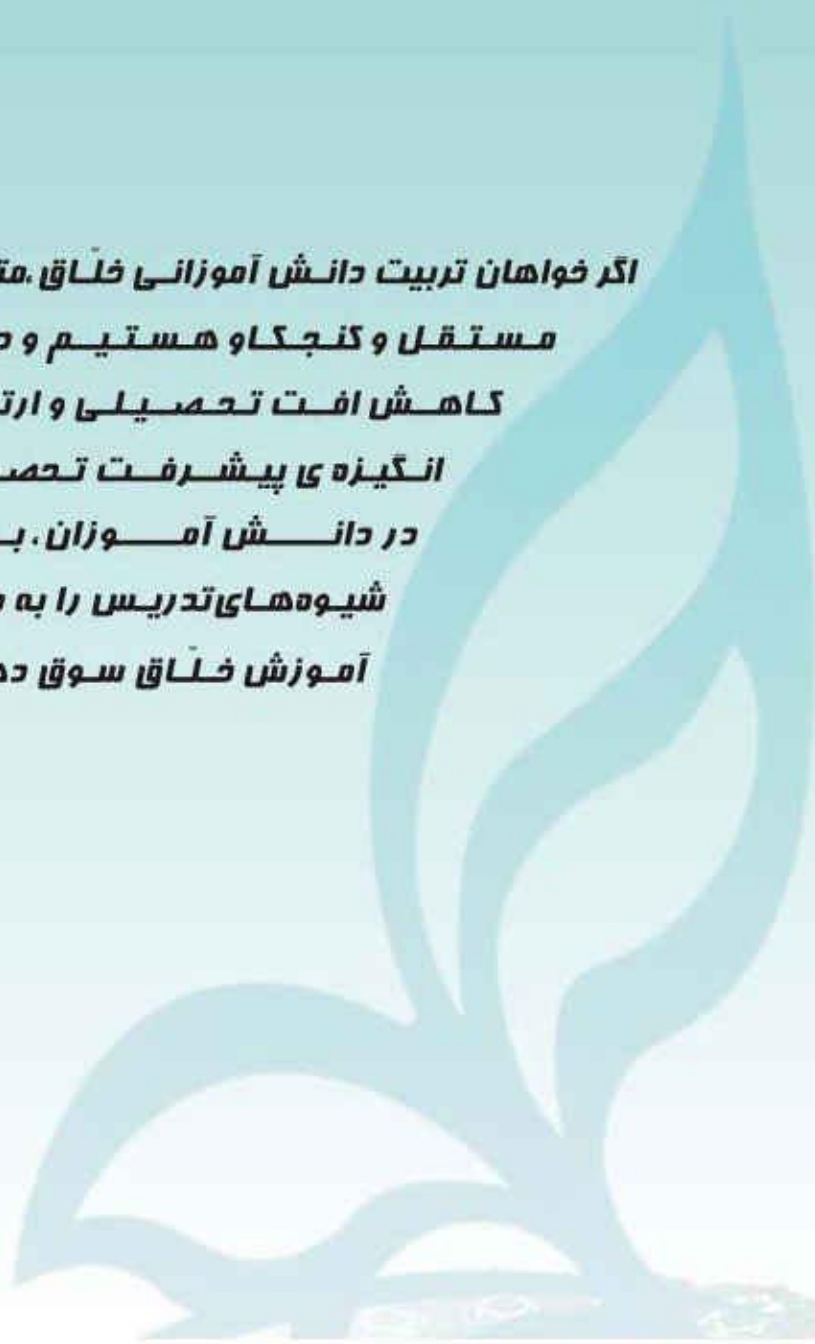 اگر خواهان تربیت دانش آموزانی خلّاق،
مستقل و کنجکاو هستیم و
کاهش افت تحصیلی و
انگیزه ی پیشرفت
در دانش آموزان،
شیوه‌های تدریس را به
آموزش خلّاق سوق